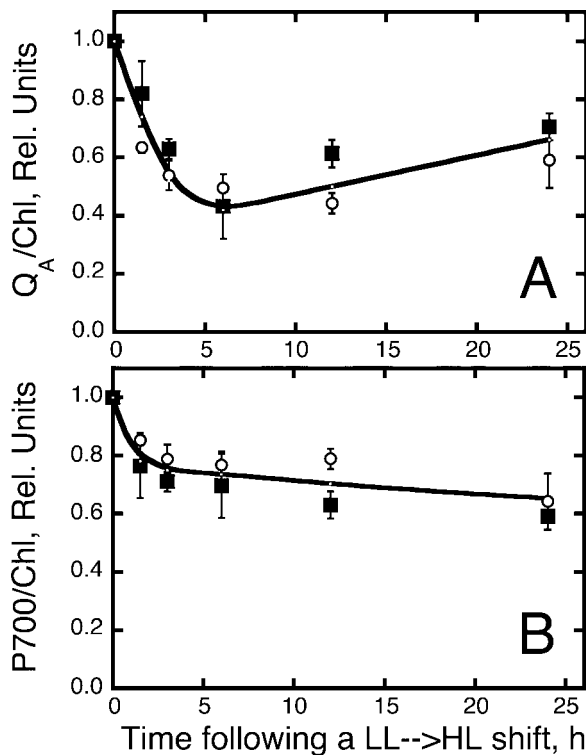 Q_A/Chl, Rel. Units
1.0
0.8
0.6
0.4
0.2
0.0
0 5 10 15 20 25
A
P700/Chl, Rel. Units
1.0
0.8
0.6
0.4
0.2
0.0
0 5 10 15 20 25
B
Time following a LL-->HL shift, h